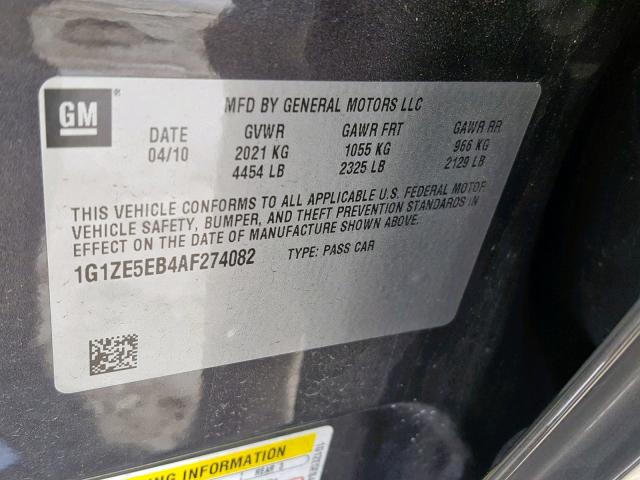 GM
MFD BY GENERAL MOTORS LLC
DATE GVWR GAWR FRT GAWR RR
04/10 2021 KG 1055 KG 966 KG
4454 LB 2325 LB 2129 LB
THIS VEHICLE CONFORMS TO ALL APPLICABLE U.S. FEDERAL MOTOR
VEHICLE SAFETY, BUMPER, AND THEFT PREVENTION STANDARDS IN
EFFECT ON THE DATE OF MANUFACTURE SHOWN ABOVE.
1G1ZE5EB4AF274082 TYPE: PASS CAR
INFORMATION
REAR